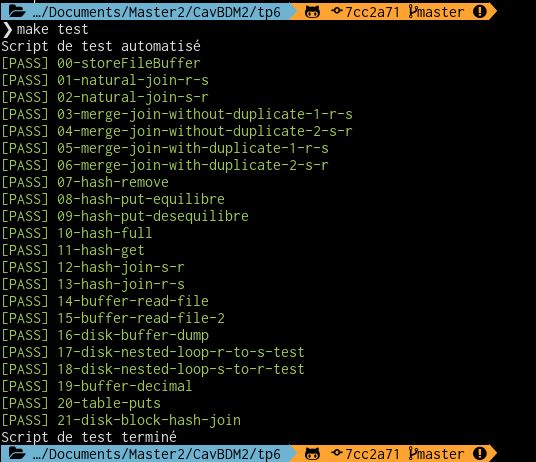 …/Documents/Master2/CavBDM2/tp6 7cc2a71 master
❯make test
Script de test automatisé
[PASS] 00-storeFileBuffer
[PASS] 01-natural-join-r-s
[PASS] 02-natural-join-s-r
[PASS] 03-merge-join-without-duplicate-1-r-s
[PASS] 04-merge-join-without-duplicate-2-s-r
[PASS] 05-merge-join-with-duplicate-1-r-s
[PASS] 06-merge-join-with-duplicate-2-s-r
[PASS] 07-hash-remove
[PASS] 08-hash-put-equilibre
[PASS] 09-hash-put-desequilibre
[PASS] 10-hash-full
[PASS] 11-hash-get
[PASS] 12-hash-join-s-r
[PASS] 13-hash-join-r-s
[PASS] 14-buffer-read-file
[PASS] 15-buffer-read-file-2
[PASS] 16-disk-buffer-dump
[PASS] 17-disk-nested-loop-r-to-s-test
[PASS] 18-disk-nested-loop-s-to-r-test
[PASS] 19-buffer-decimal
[PASS] 20-table-puts
[PASS] 21-disk-block-hash-join
Script de test terminé
…/Documents/Master2/CavBDM2/tp6 7cc2a71 master